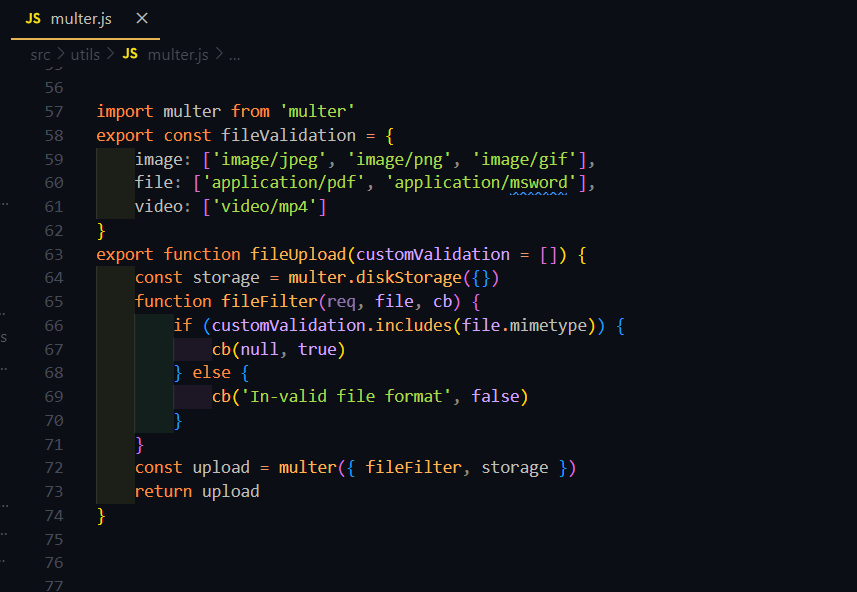 JS multer.js ×
src > utils > JS multer.js > ...
56
57 import multer from 'multer'
58 export const fileValidation = {
59 image: ['image/jpeg', 'image/png', 'image/gif'],
60 file: ['application/pdf', 'application/msword'],
61 video: ['video/mp4']
62 }
63 export function fileUpload(customValidation = []) {
64 const storage = multer.diskStorage({})
65 function fileFilter(req, file, cb) {
66 if (customValidation.includes(file.mimetype)) {
67 cb(null, true)
68 } else {
69 cb('In-valid file format', false)
70 }
71 }
72 const upload = multer({ fileFilter, storage })
73 return upload
74 }
75
76
77